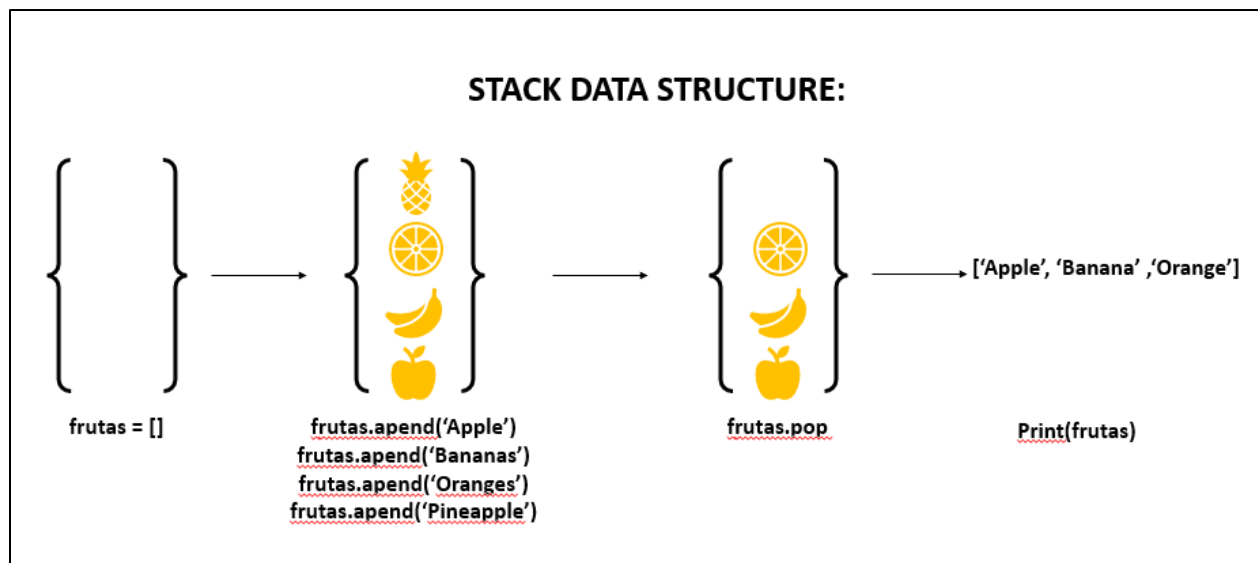 STACK DATA STRUCTURE:
[‘Apple’, ‘Banana’ ,‘Orange’]
frutas = []
frutas.apend(‘Apple’)
frutas.apend(‘Bananas’)
frutas.apend(‘Oranges’)
frutas.apend(‘Pineapple’)
frutas.pop
Print(frutas)